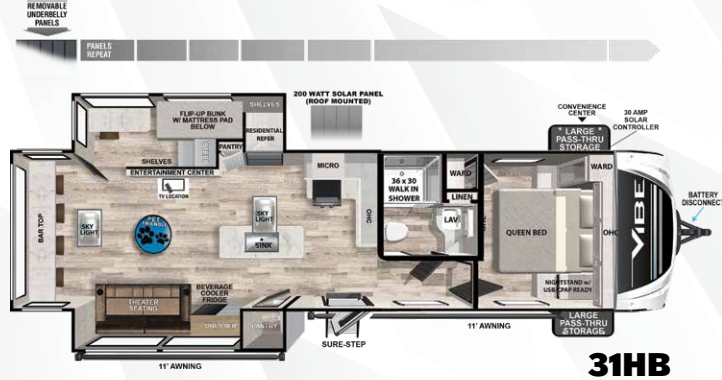 REMOVABLE
UNDERBELLY
PANELS
PANELS
REPEAT
200 WATT SOLAR PANEL
(ROOF MOUNTED)
CONVENIENCE
CENTER
30 AMP
SOLAR
CONTROLLER
LARGE
PASS-THRU
STORAGE
BATTERY
DISCONNECT
FLIP-UP BUNK
W/ MATTRESS PAD
BELOW
SHELVES
RESIDENTIAL
REFER
PANTRY
SHELVES
ENTERTAINMENT CENTER
TV LOCATION
MICRO
OHC
36 x 30
WALK IN
SHOWER
WARD
LINEN
LAV
OHC
WARD
QUEEN BED
OHC
VIBE
NIGHTSTAND w/
USB/CPAP READY
BAR TOP
SKY
LIGHT
PET
FRIENDLY
SKY
LIGHT
SINK
THEATER
SEATING
BEVERAGE
COOLER
FRIDGE
PANTRY
11' AWNING
SURE-STEP
11' AWNING
LARGE
PASS-THRU
STORAGE
31HB